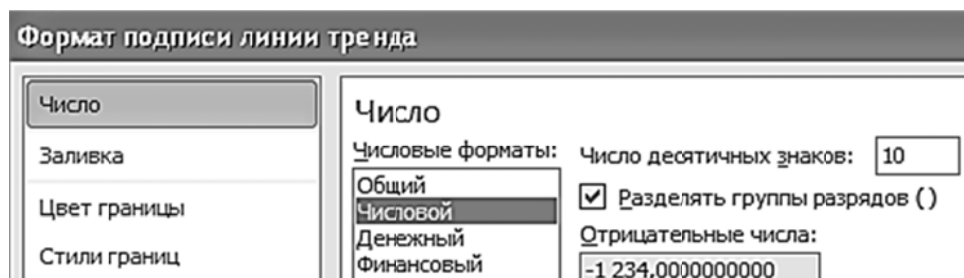 Формат подписи линии тренда
Число
Заливка
Цвет границы
Стили границ
Число
Числовые форматы:
Общий
Числовой
Денежный
Финансовый
Число десятичных знаков: 10
Разделять группы разрядов ( )
Отрицательные числа:
-1 234,0000000000